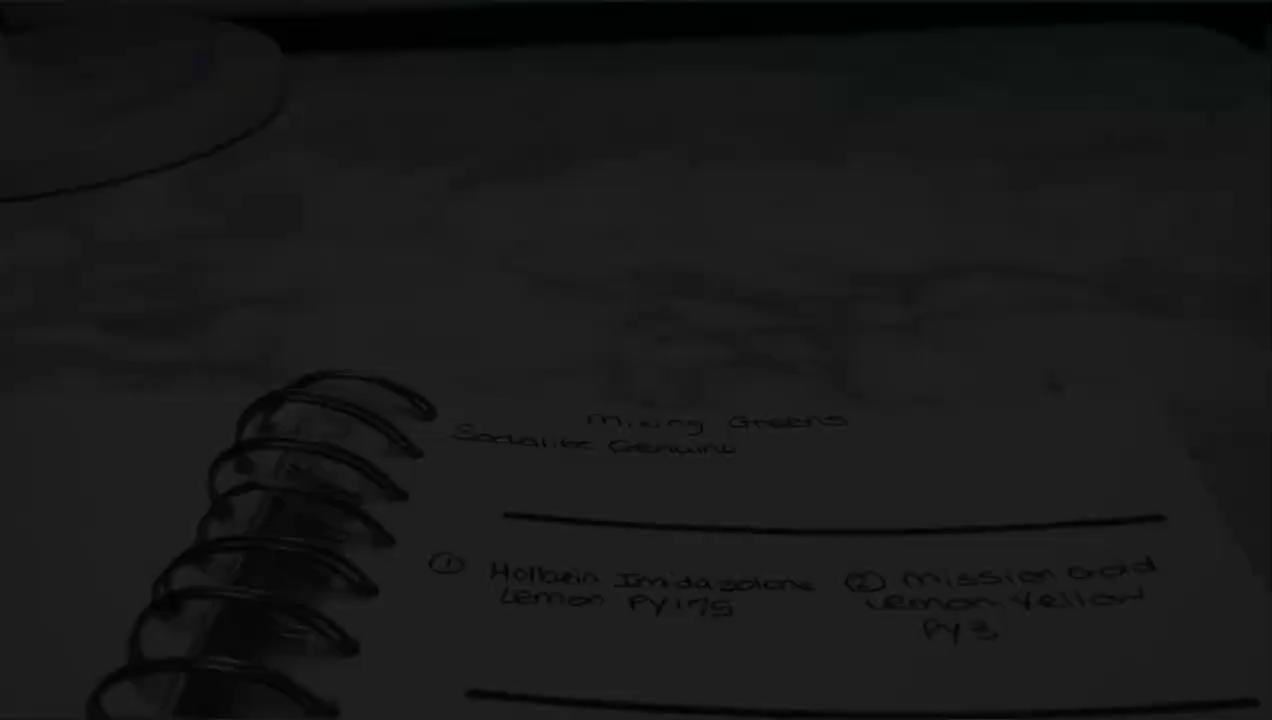 Mixing Greens
Sodalite Genuine
① Holbein Imidazolone
Lemon PY175
② Mission Gold
Lemon Yellow
PY3